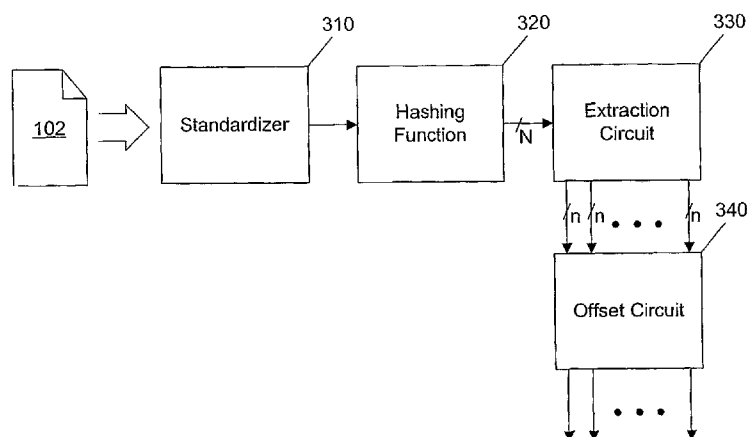 310
320
330
102
Standardizer
Hashing
Function
N
Extraction
Circuit
n
n
n
340
Offset Circuit